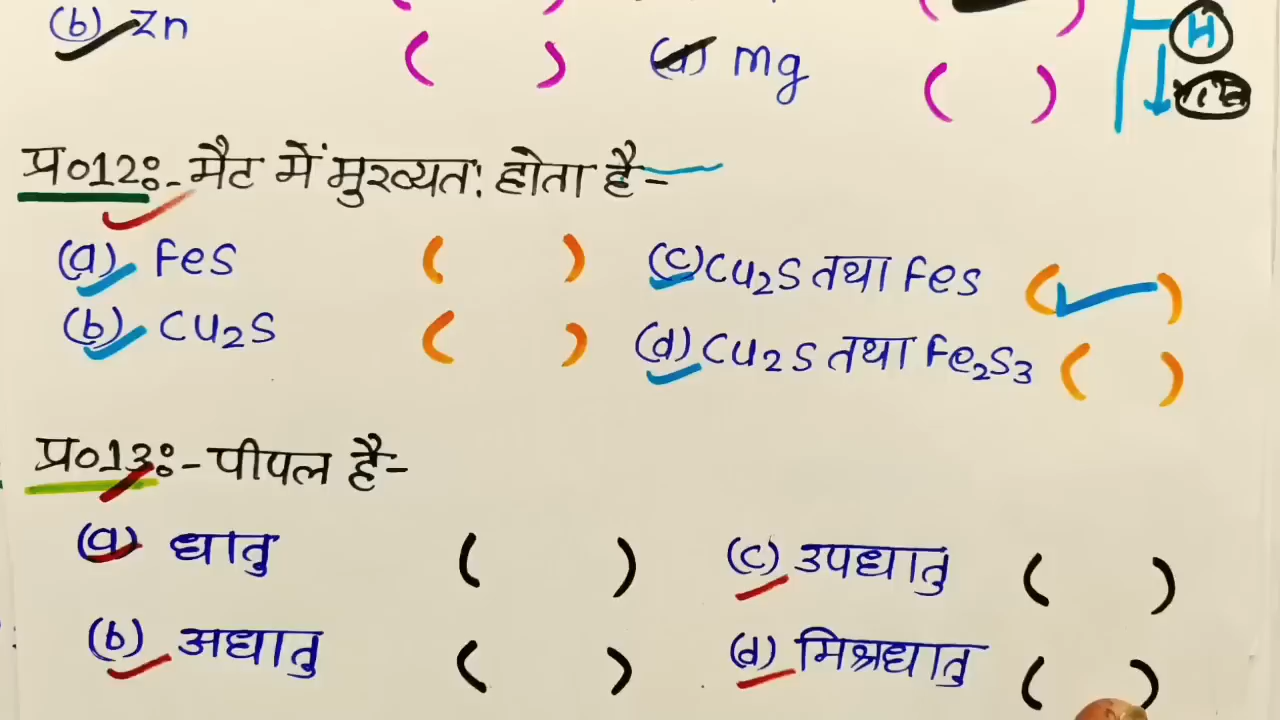 (b) Zn ( ) (d) Mg ( )
H
प्र०12:- मैट में मुख्यत: होता है-
(a) FeS ( ) (c) Cu2S तथा FeS (✓)
(b) Cu2S ( ) (d) Cu2S तथा Fe2S3 ( )
प्र०13:- पीपल है-
(a) धातु ( ) (c) उपधातु ( )
(b) अधातु ( ) (d) मिश्रधातु ( )